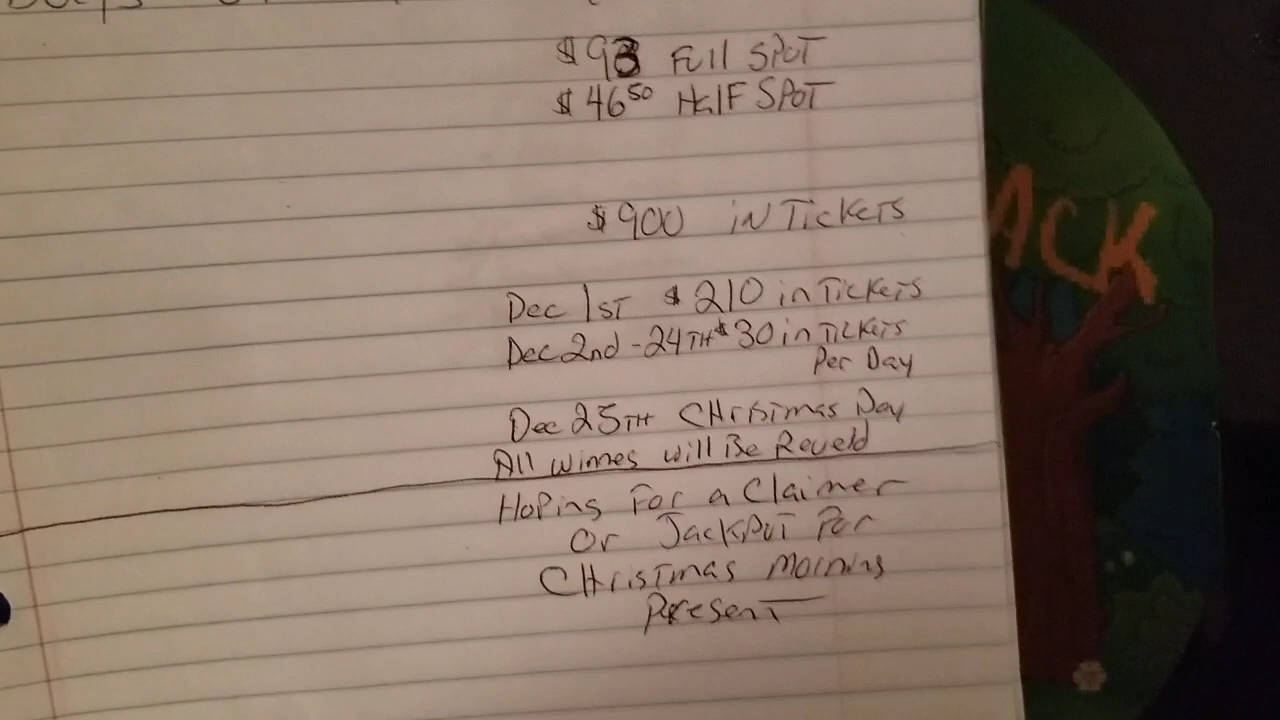 $93 Full SPOT
$46 50 HalF SPOT
$900 in Tickets
Dec 1st $210 in Tickets
Dec 2nd - 24TH $30 in Tickets
Per Day
Dec 25TH CHristmas Day
All winnes will Be Reveld
Hoping For a Claimer
Or Jackpot For
CHristmas morning
Present
ACK